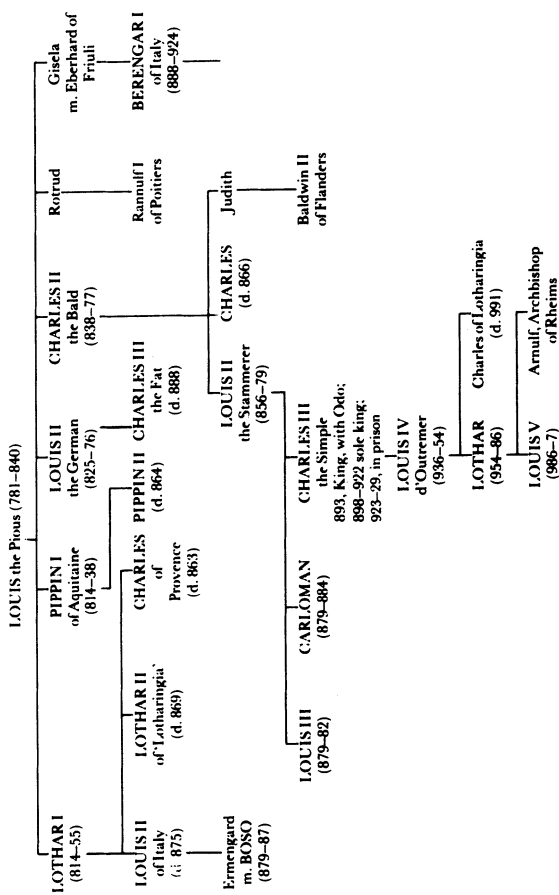 LOUIS the Pious (781–840)
LOTHAR I
(814–55)
PIPPIN I
of Aquitaine
(814–38)
LOUIS II
the German
(825–76)
CHARLES II
the Bald
(838–77)
Rotrud
Gisela
m. Eberhard of
Friuli
LOUIS II
of Italy
(d. 875)
LOTHAR II
of 'Lotharingia'
(d. 869)
CHARLES
of
Provence
(d. 863)
PIPPIN II
(d. 864)
CHARLES III
the Fat
(d. 888)
Rannulf I
of Poitiers
BERENGAR I
of Italy
(888–924)
Ermengard
m. BOSO
(879–87)
LOUIS II
the Stammerer
(856–79)
CHARLES
(d. 866)
Judith
Baldwin II
of Flanders
LOUIS III
(879–82)
CARLOMAN
(879–884)
CHARLES III
the Simple
893, King, with Odo;
898–922 sole king;
923–29, in prison
LOUIS IV
d'Outremer
(936–54)
LOTHAR
(954–86)
Charles of Lotharingia
(d. 991)
LOUIS V
(986–7)
Arnulf, Archbishop
of Rheims